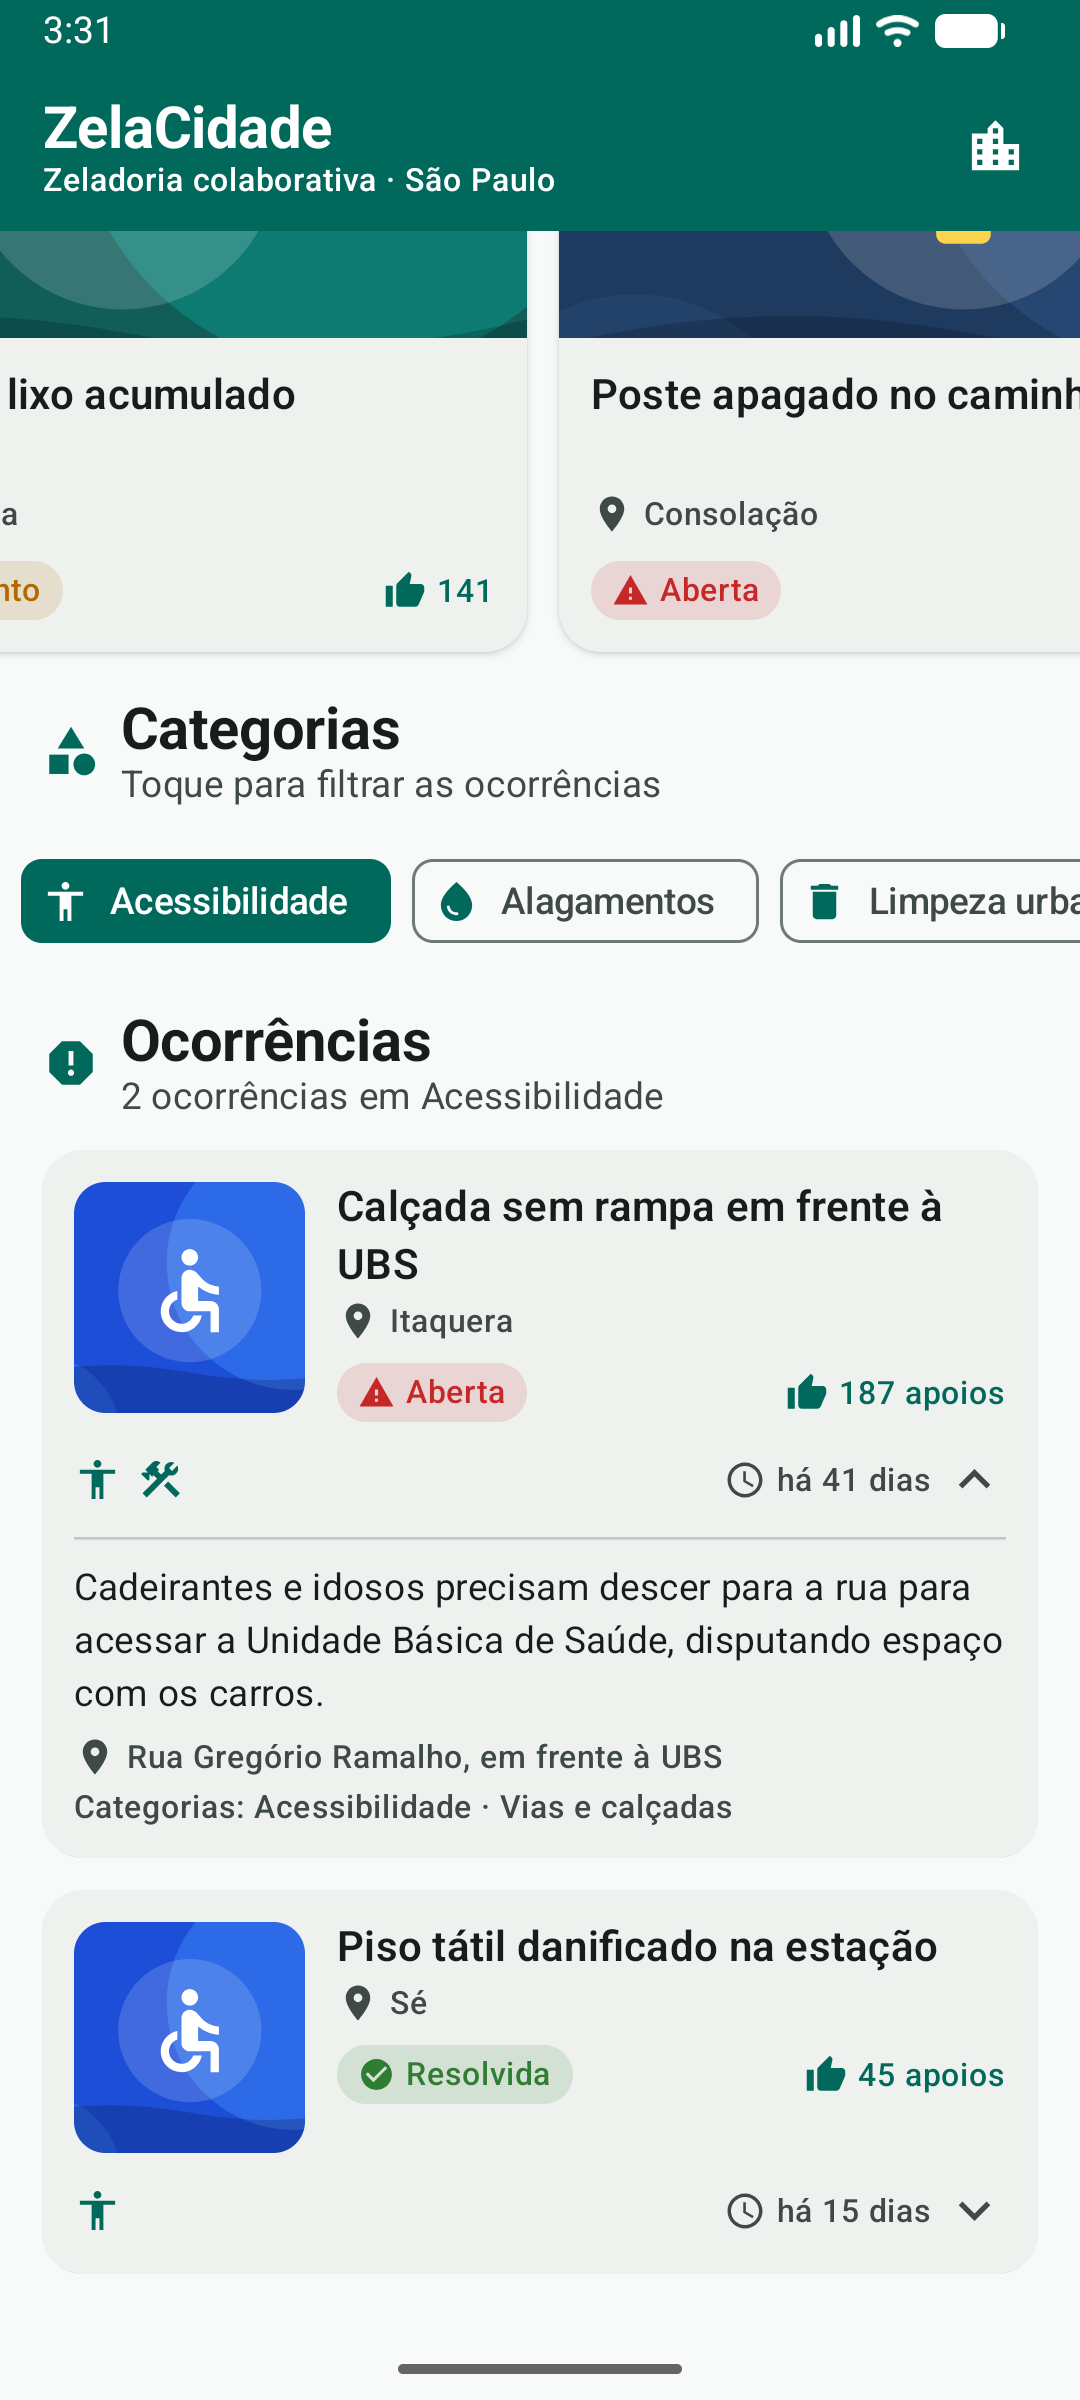 3:31
ZelaCidade
Zeladoria colaborativa · São Paulo
lixo acumulado
Poste apagado no caminh
a
Consolação
nto
141
Aberta
Categorias
Toque para filtrar as ocorrências
Acessibilidade
Alagamentos
Limpeza urba
Ocorrências
2 ocorrências em Acessibilidade
Calçada sem rampa em frente à
UBS
Itaquera
Aberta
187 apoios
há 41 dias
Cadeirantes e idosos precisam descer para a rua para
acessar a Unidade Básica de Saúde, disputando espaço
com os carros.
Rua Gregório Ramalho, em frente à UBS
Categorias: Acessibilidade · Vias e calçadas
Piso tátil danificado na estação
Sé
Resolvida
45 apoios
há 15 dias